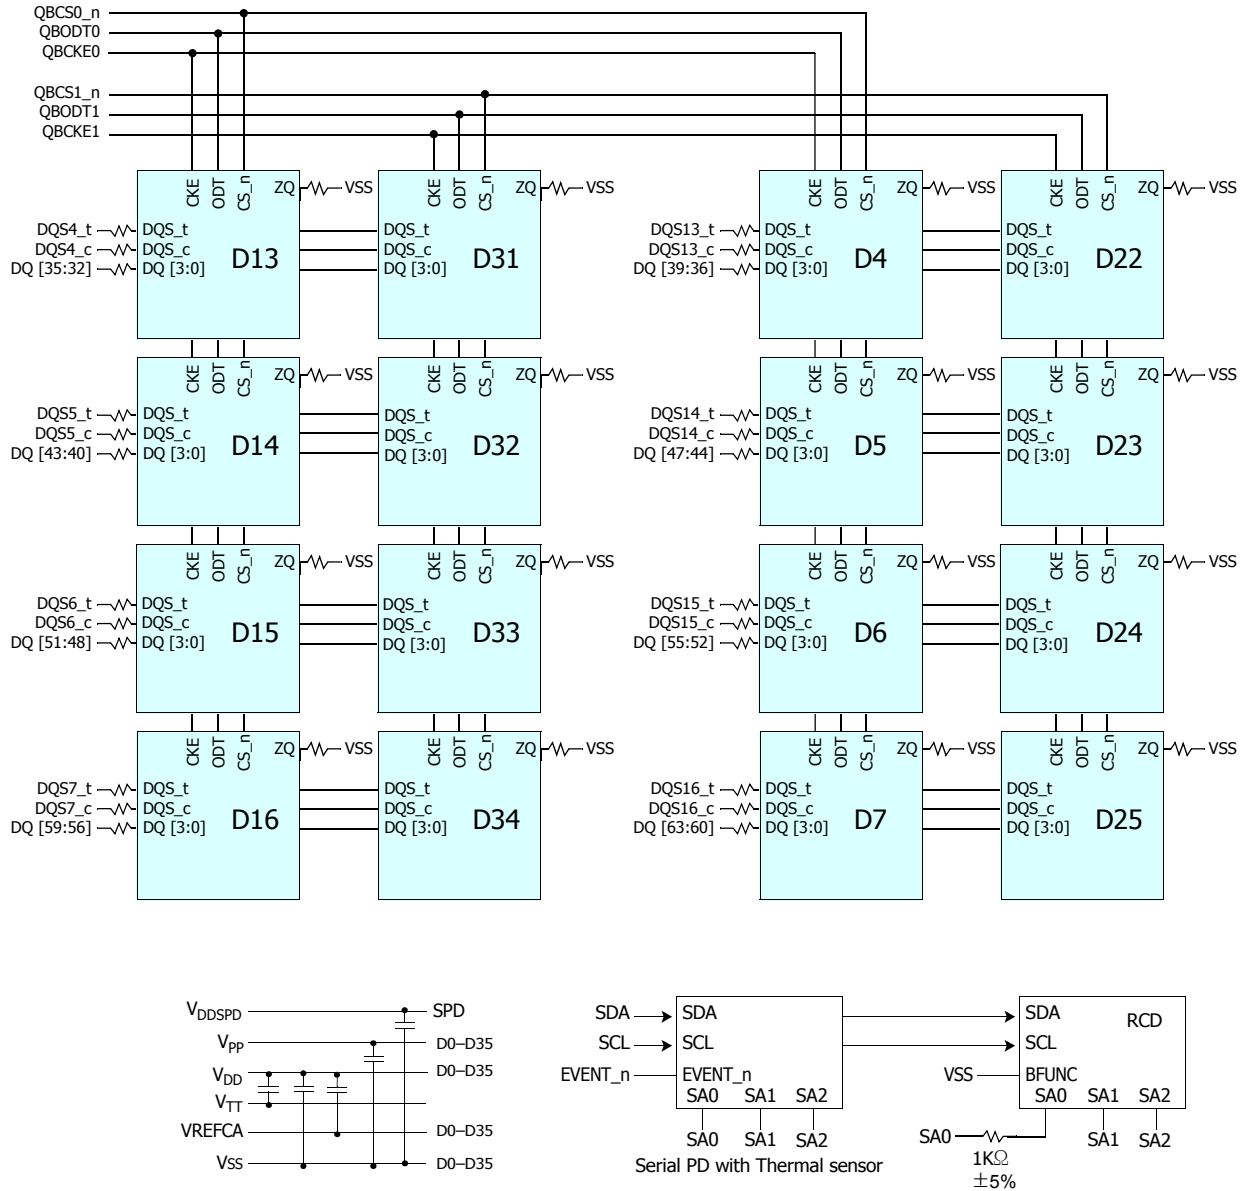 QBCS0_n
QBODT0
QBCKE0
QBCS1_n
QBODT1
QBCKE1
CKE ODT CS_n ZQ VSS CKE ODT CS_n ZQ VSS CKE ODT CS_n ZQ VSS CKE ODT CS_n ZQ VSS
DQS4_t DQS_t DQS_t DQS13_t DQS_t DQS_t
DQS4_c DQS_c D13 DQS_c D31 DQS13_c DQS_c D4 DQS_c D22
DQ [35:32] DQ [3:0] DQ [3:0] DQ [39:36] DQ [3:0] DQ [3:0]
CKE ODT CS_n ZQ VSS CKE ODT CS_n ZQ VSS CKE ODT CS_n ZQ VSS CKE ODT CS_n ZQ VSS
DQS5_t DQS_t DQS_t DQS14_t DQS_t DQS_t
DQS5_c DQS_c D14 DQS_c D32 DQS14_c DQS_c D5 DQS_c D23
DQ [43:40] DQ [3:0] DQ [3:0] DQ [47:44] DQ [3:0] DQ [3:0]
CKE ODT CS_n ZQ VSS CKE ODT CS_n ZQ VSS CKE ODT CS_n ZQ VSS CKE ODT CS_n ZQ VSS
DQS6_t DQS_t DQS_t DQS15_t DQS_t DQS_t
DQS6_c DQS_c D15 DQS_c D33 DQS15_c DQS_c D6 DQS_c D24
DQ [51:48] DQ [3:0] DQ [3:0] DQ [55:52] DQ [3:0] DQ [3:0]
CKE ODT CS_n ZQ VSS CKE ODT CS_n ZQ VSS CKE ODT CS_n ZQ VSS CKE ODT CS_n ZQ VSS
DQS7_t DQS_t DQS_t DQS16_t DQS_t DQS_t
DQS7_c DQS_c D16 DQS_c D34 DQS16_c DQS_c D7 DQS_c D25
DQ [59:56] DQ [3:0] DQ [3:0] DQ [63:60] DQ [3:0] DQ [3:0]
VDDSPD SPD
VPP D0–D35
VDD D0–D35
VTT
VREFCA D0–D35
VSS D0–D35
SDA SDA SDA RCD
SCL SCL SCL
EVENT_n EVENT_n VSS BFUNC
SA0 SA1 SA2 SA0 SA1 SA2
SA0 SA1 SA2 SA0 SA1 SA2
Serial PD with Thermal sensor
1KΩ
±5%